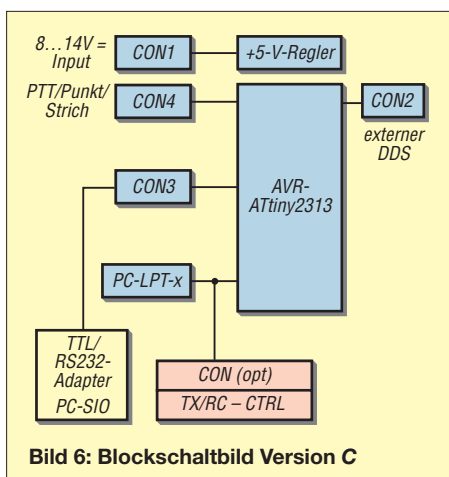 8…14V =
Input
CON1
+5-V-Regler
PTT/Punkt/
Strich
CON4
CON2
externer
DDS
AVR-
ATtiny2313
CON3
PC-LPT-x
TTL/
RS232-
Adapter
PC-SIO
CON (opt)
TX/RC – CTRL
Bild 6: Blockschaltbild Version C